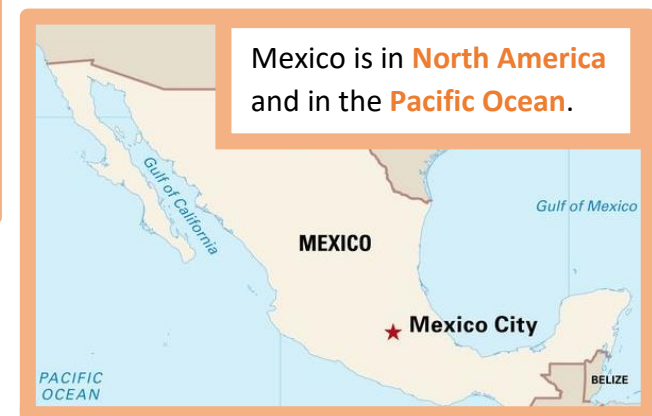 Mexico is in North America
and in the Pacific Ocean.
Gulf of California
Gulf of Mexico
MEXICO
Mexico City
PACIFIC
OCEAN
BELIZE